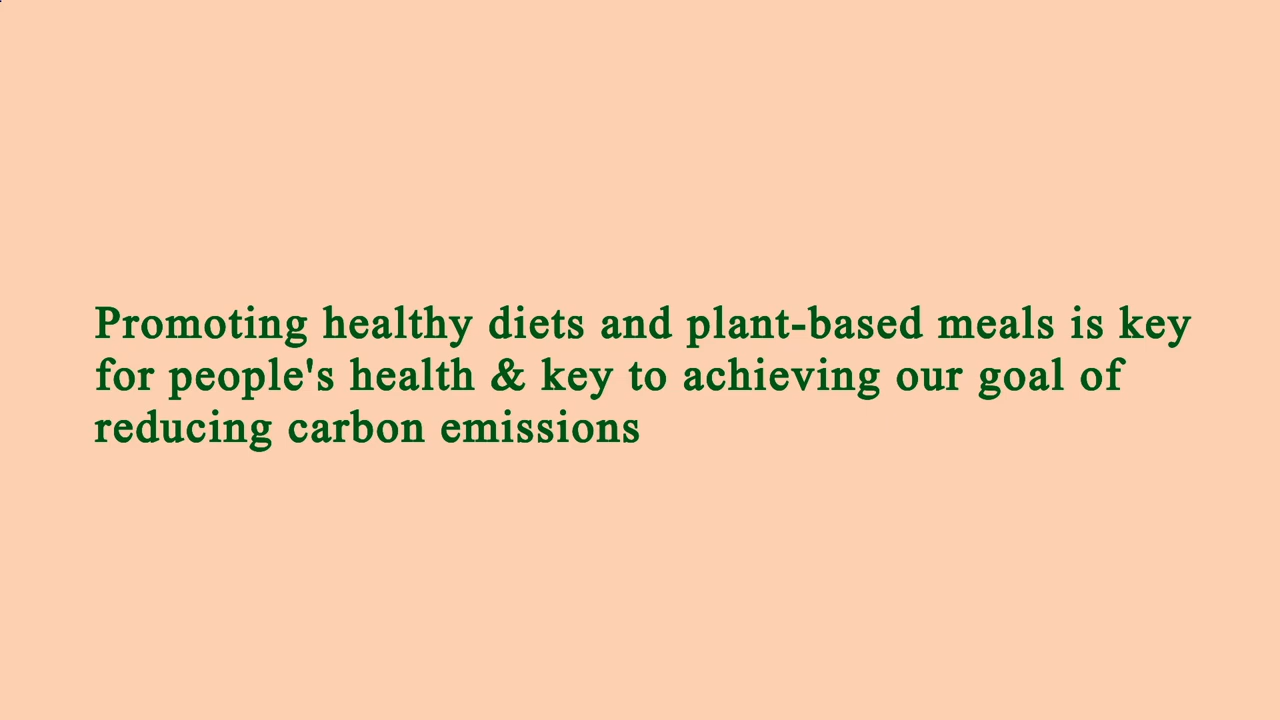 Promoting healthy diets and plant-based meals is key
for people's health & key to achieving our goal of
reducing carbon emissions